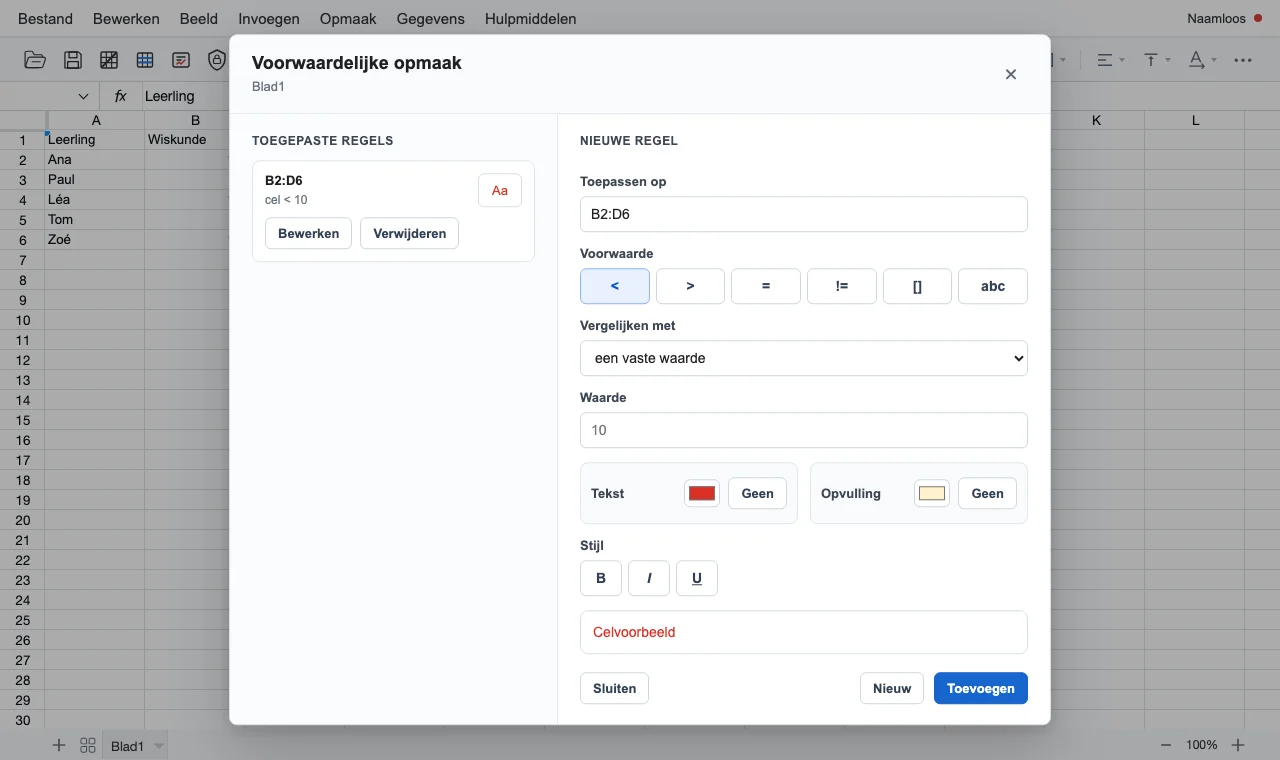 Bestand Bewerken Beeld Invoegen Opmaak Gegevens Hulpmiddelen Naamloos
fx Leerling
A B K L
1 Leerling Wiskunde
2 Ana
3 Paul
4 Léa
5 Tom
6 Zoé
7
8
9
10
11
12
13
14
15
16
17
18
19
20
21
22
23
24
25
26
27
28
29
30
Voorwaardelijke opmaak
Blad1
TOEGEPASTE REGELS
B2:D6
cel < 10
Aa
Bewerken Verwijderen
NIEUWE REGEL
Toepassen op
B2:D6
Voorwaarde
< > = != [] abc
Vergelijken met
een vaste waarde
Waarde
10
Tekst Geen Opvulling Geen
Stijl
B I U
Celvoorbeeld
Sluiten Nieuw Toevoegen
Blad1 100%